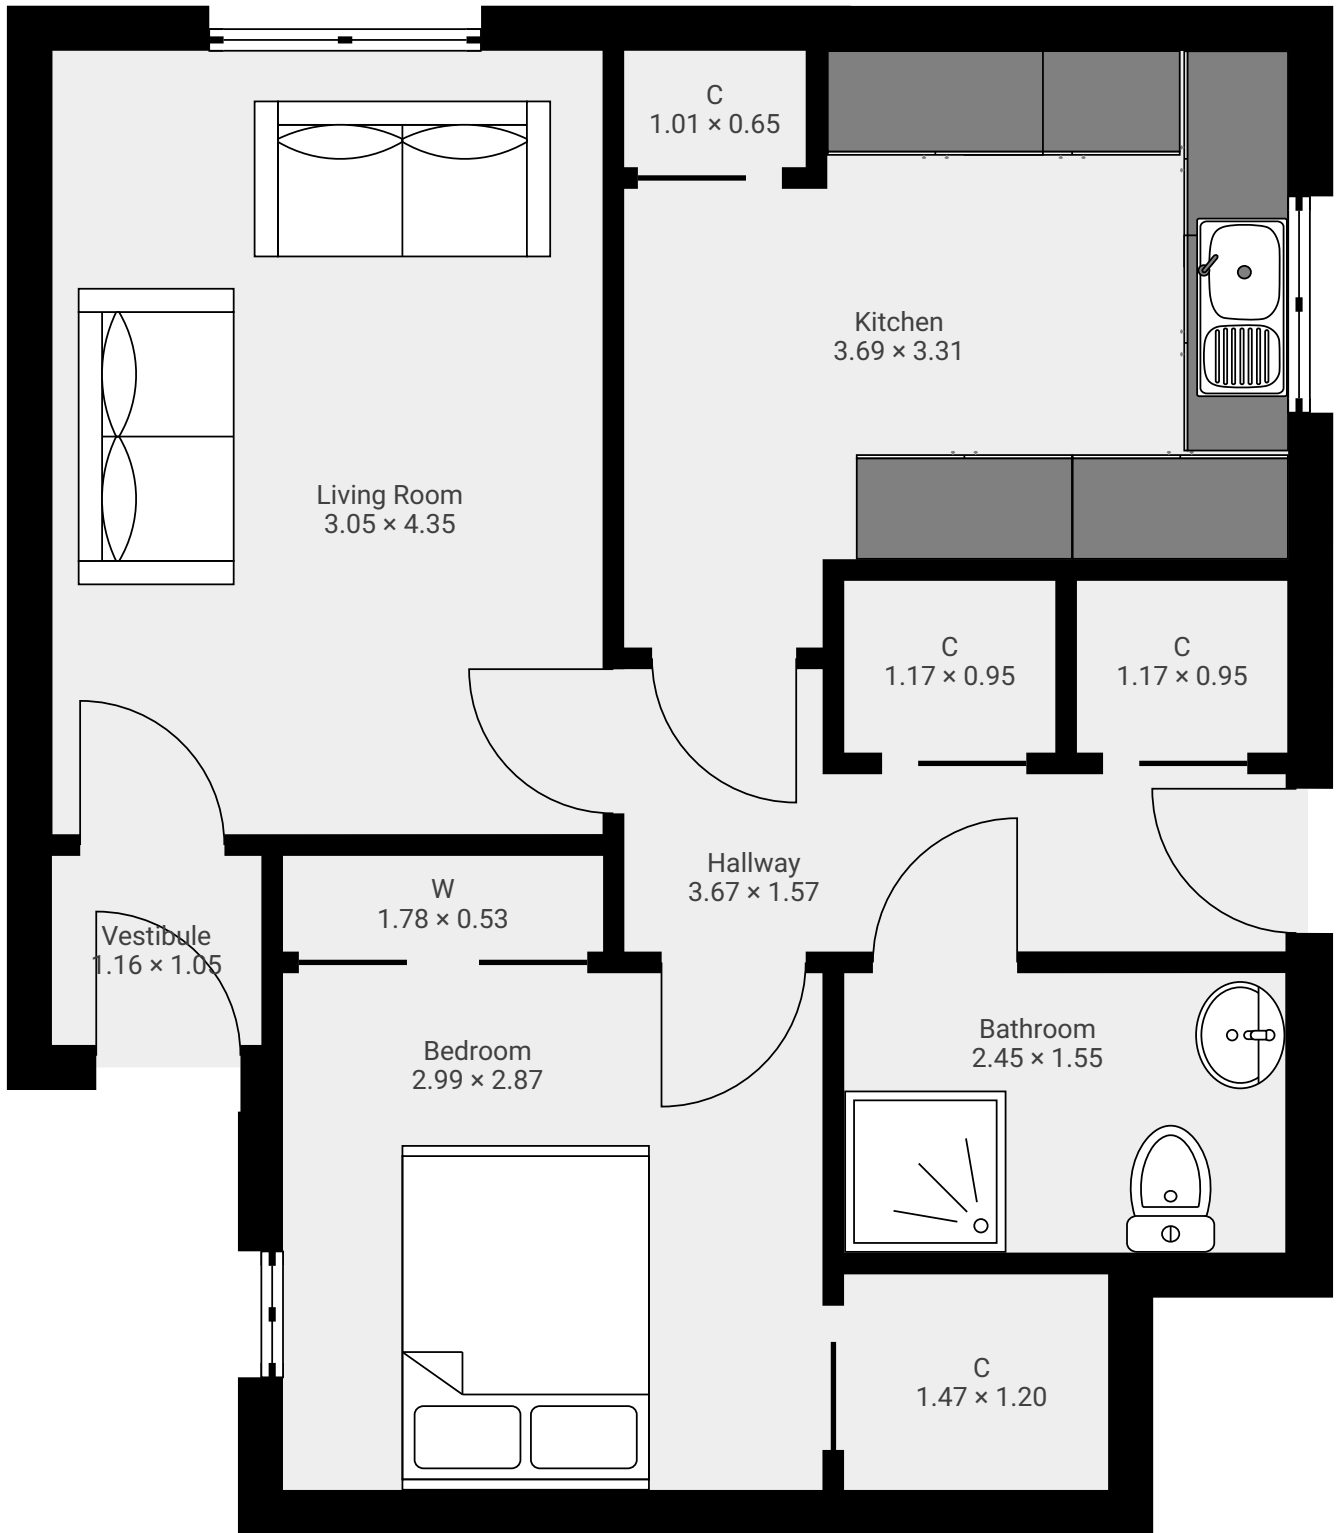 C
1.01 × 0.65
Kitchen
3.69 × 3.31
Living Room
3.05 × 4.35
C
1.17 × 0.95
C
1.17 × 0.95
Hallway
3.67 × 1.57
W
1.78 × 0.53
Vestibule
1.16 × 1.05
Bedroom
2.99 × 2.87
Bathroom
2.45 × 1.55
C
1.47 × 1.20